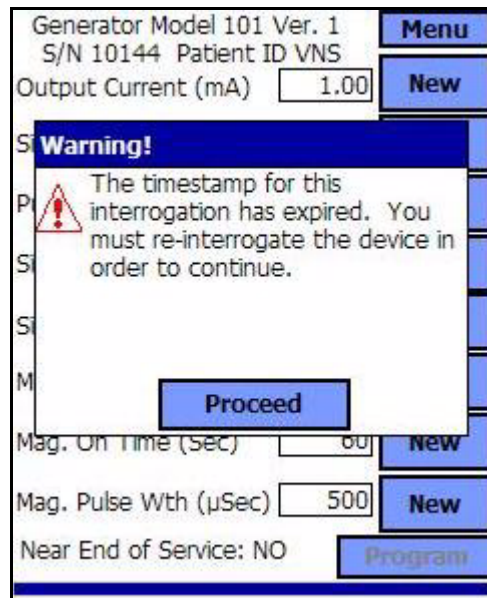 Generator Model 101 Ver. 1
Menu
S/N 10144 Patient ID VNS
Output Current (mA) 1.00 New
Warning!
The timestamp for this
interrogation has expired. You
must re-interrogate the device in
order to continue.
Proceed
Mag. On Time (Sec) 60 New
Mag. Pulse Wth (µSec) 500 New
Near End of Service: NO Program